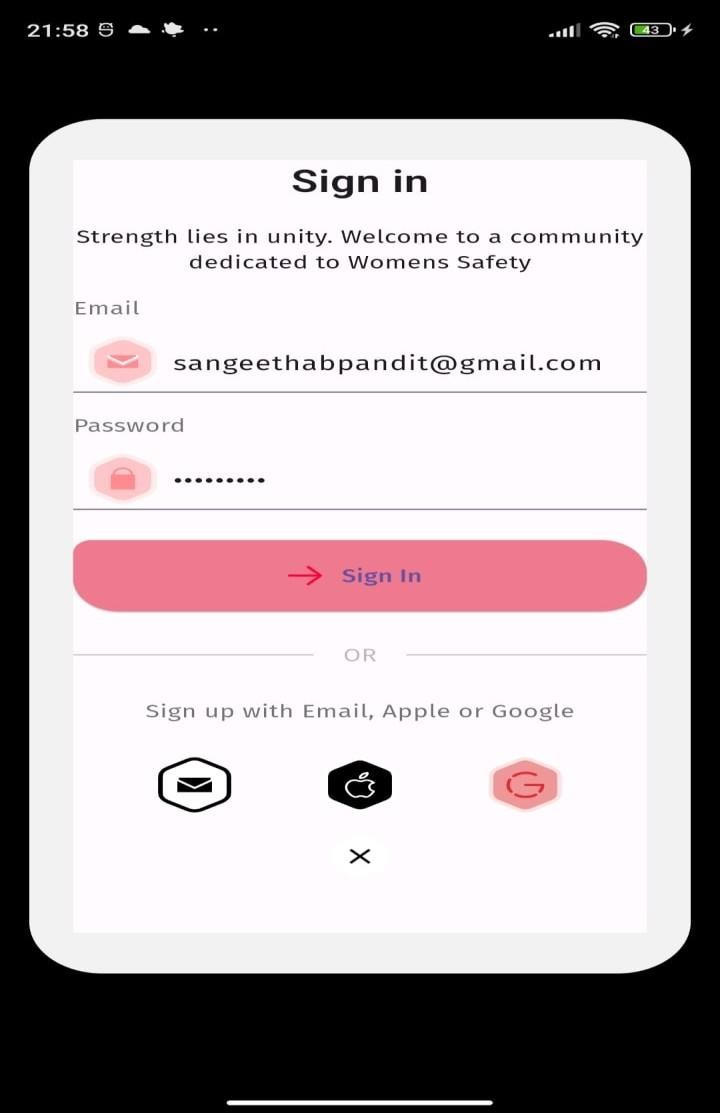 21:58
43
Sign in
Strength lies in unity. Welcome to a community
dedicated to Womens Safety
Email
sangeethabpandit@gmail.com
Password
•••••••••
Sign In
OR
Sign up with Email, Apple or Google